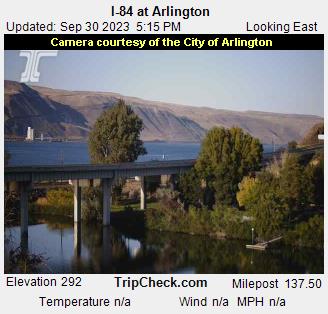 I-84 at Arlington
Updated: Sep 30 2023 5:15 PM Looking East
Camera courtesy of the City of Arlington
Elevation 292 TripCheck.com Milepost 137.50
Temperature n/a Wind n/a MPH n/a